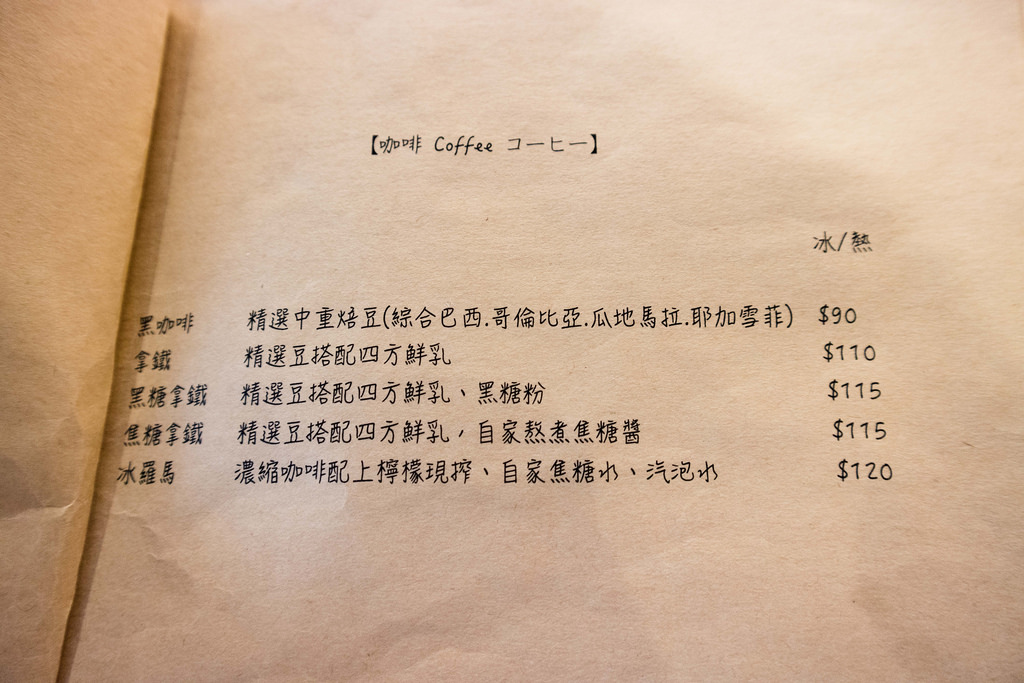 【咖啡 Coffee コーヒー】
冰/熱
黑咖啡 精選中重焙豆(綜合巴西.哥倫比亞.瓜地馬拉.耶加雪菲) $90
拿鐵 精選豆搭配四方鮮乳 $110
黑糖拿鐵 精選豆搭配四方鮮乳、黑糖粉 $115
焦糖拿鐵 精選豆搭配四方鮮乳，自家熬煮焦糖醬 $115
冰羅馬 濃縮咖啡配上檸檬現搾、自家焦糖水、汽泡水 $120